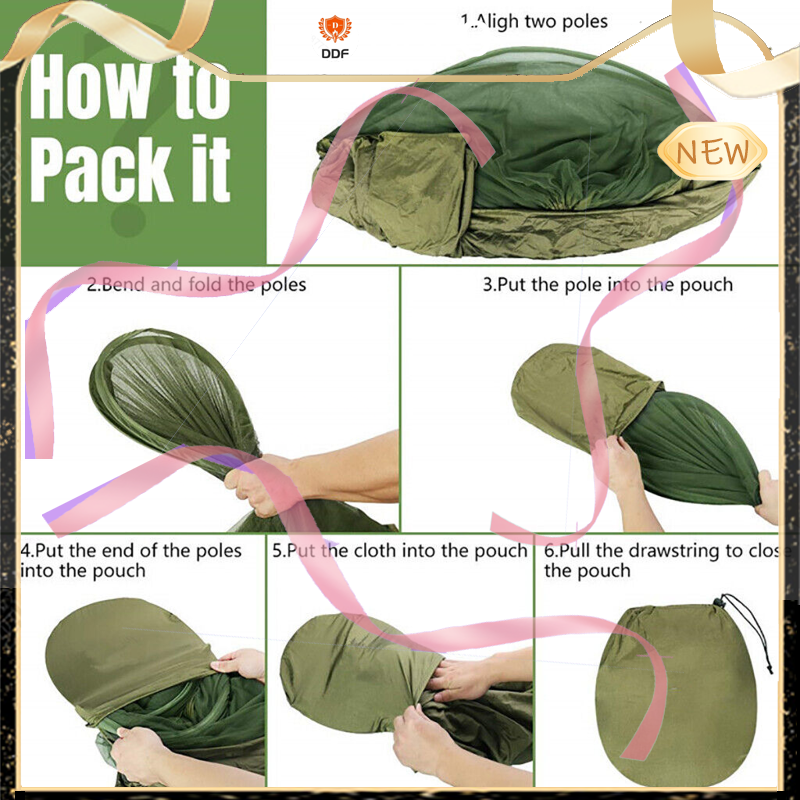 DDF
How to
Pack it
1.Aligh two poles
NEW
2.Bend and fold the poles
3.Put the pole into the pouch
4.Put the end of the poles
into the pouch
5.Put the cloth into the pouch
6.Pull the drawstring to close
the pouch